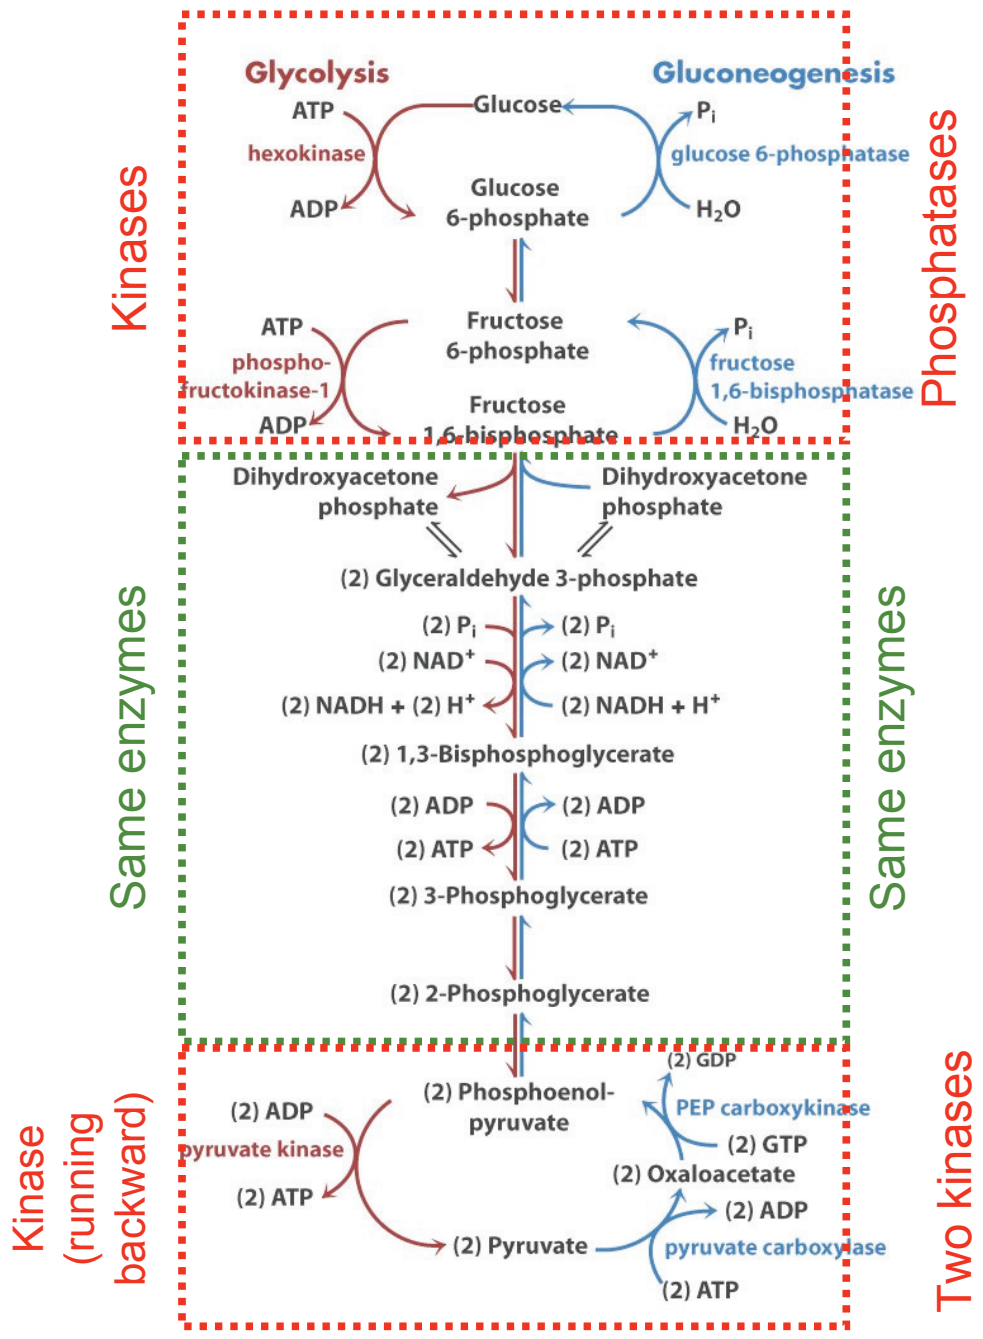 Glycolysis
Gluconeogenesis
ATP
Glucose
Pi
hexokinase
glucose 6-phosphatase
ADP
Glucose
6-phosphate
H2O
Kinases
Phosphatases
ATP
Fructose
6-phosphate
Pi
phospho-
fructokinase-1
fructose
1,6-bisphosphatase
ADP
Fructose
1,6-bisphosphate
H2O
Dihydroxyacetone
phosphate
Dihydroxyacetone
phosphate
(2) Glyceraldehyde 3-phosphate
(2) Pi
(2) Pi
(2) NAD+
(2) NAD+
(2) NADH + (2) H+
(2) NADH + H+
Same enzymes
Same enzymes
(2) 1,3-Bisphosphoglycerate
(2) ADP
(2) ADP
(2) ATP
(2) ATP
(2) 3-Phosphoglycerate
(2) 2-Phosphoglycerate
(2) GDP
(2) Phosphoenol-
pyruvate
(2) ADP
PEP carboxykinase
pyruvate kinase
(2) GTP
(2) Oxaloacetate
(2) ATP
(2) ADP
(2) Pyruvate
pyruvate carboxylase
(2) ATP
Kinase
(running
backward)
Two kinases